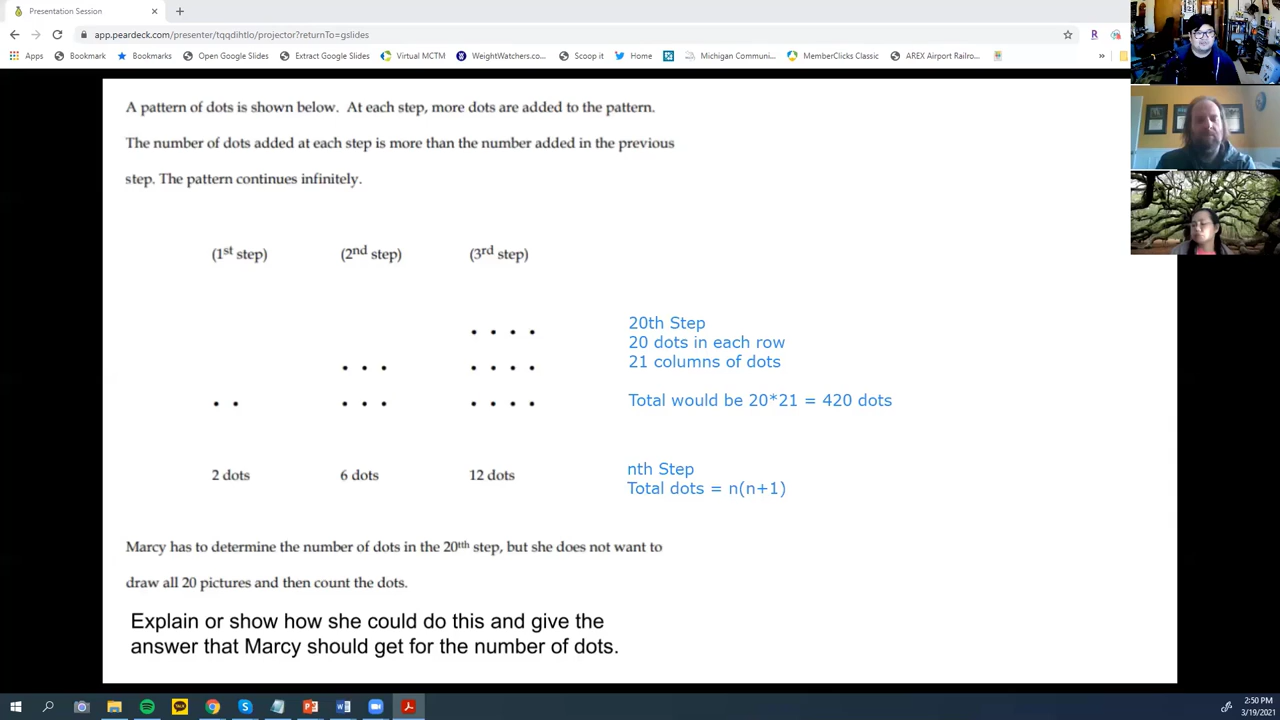 Presentation Session
app.peardeck.com/presenter/tqqdihtlo/projector?returnTo=gslides
Apps Bookmark Bookmarks Open Google Slides Extract Google Slides Virtual MCTM WeightWatchers.co... Scoop it Home Michigan Communi... MemberClicks Classic AREX Airport Railro... »
A pattern of dots is shown below. At each step, more dots are added to the pattern.
The number of dots added at each step is more than the number added in the previous
step. The pattern continues infinitely.
(1st step) (2nd step) (3rd step)
20th Step
20 dots in each row
21 columns of dots
Total would be 20*21 = 420 dots
2 dots 6 dots 12 dots
nth Step
Total dots = n(n+1)
Marcy has to determine the number of dots in the 20th step, but she does not want to
draw all 20 pictures and then count the dots.
Explain or show how she could do this and give the
answer that Marcy should get for the number of dots.
2:50 PM
3/19/2021